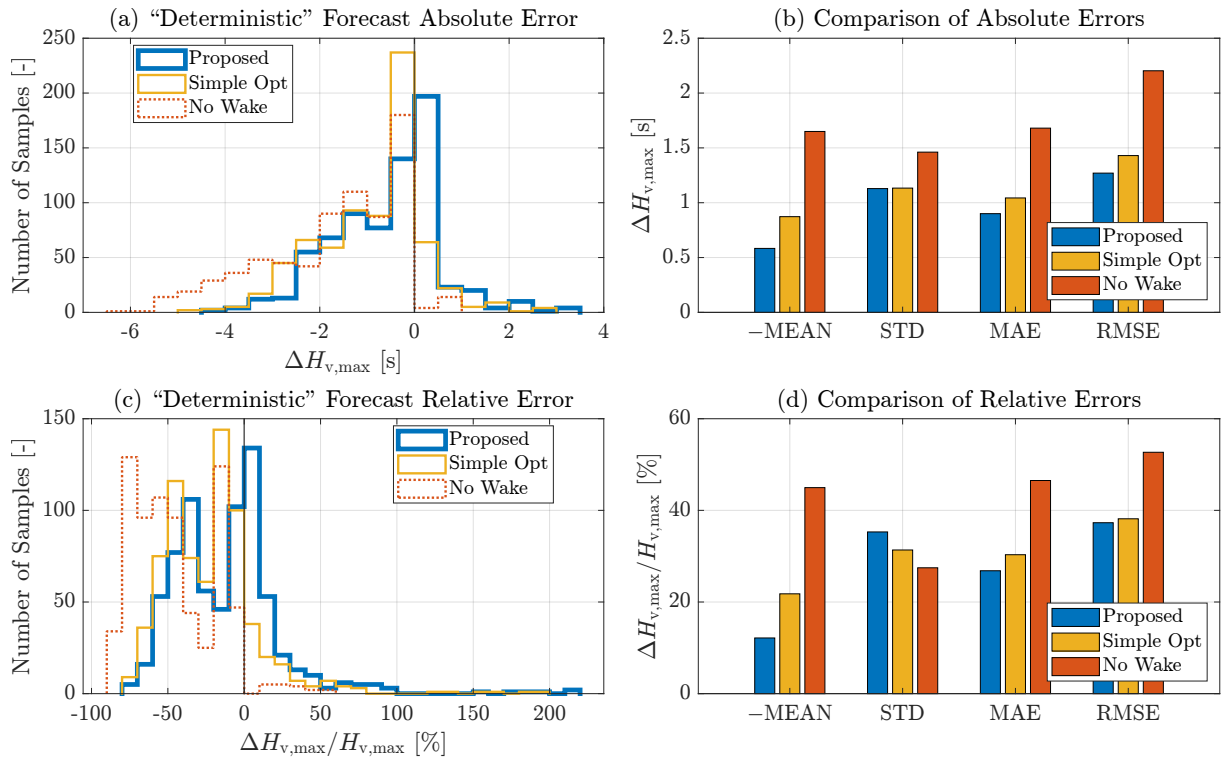 (a) “Deterministic” Forecast Absolute Error
Number of Samples [-]
250
200
150
100
50
0
-6 -4 -2 0 2 4
ΔH_v,max [s]
Proposed
Simple Opt
No Wake
(b) Comparison of Absolute Errors
ΔH_v,max [s]
2.5
2
1.5
1
0.5
0
−MEAN STD MAE RMSE
Proposed
Simple Opt
No Wake
(c) “Deterministic” Forecast Relative Error
Number of Samples [-]
150
100
50
0
-100 -50 0 50 100 150 200
ΔH_v,max/H_v,max [%]
Proposed
Simple Opt
No Wake
(d) Comparison of Relative Errors
ΔH_v,max/H_v,max [%]
60
40
20
0
−MEAN STD MAE RMSE
Proposed
Simple Opt
No Wake